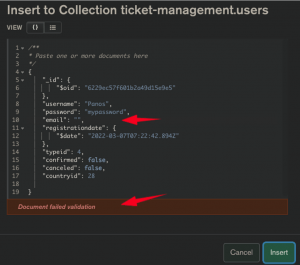 Insert to Collection ticket-management.users
VIEW {}
1 /**
2 * Paste one or more documents here
3 */
4 {
5 "_id": {
6 "$oid": "6229ec57f601b2a49d15e9e5"
7 },
8 "username": "Panos",
9 "password": "mypassword",
10 "email": "",
11 "registrationdate": {
12 "$date": "2022-03-07T07:22:42.894Z"
13 },
14 "typeid": 4,
15 "confirmed": false,
16 "canceled": false,
17 "countryid": 28
18
19 }
Document failed validation
Cancel Insert